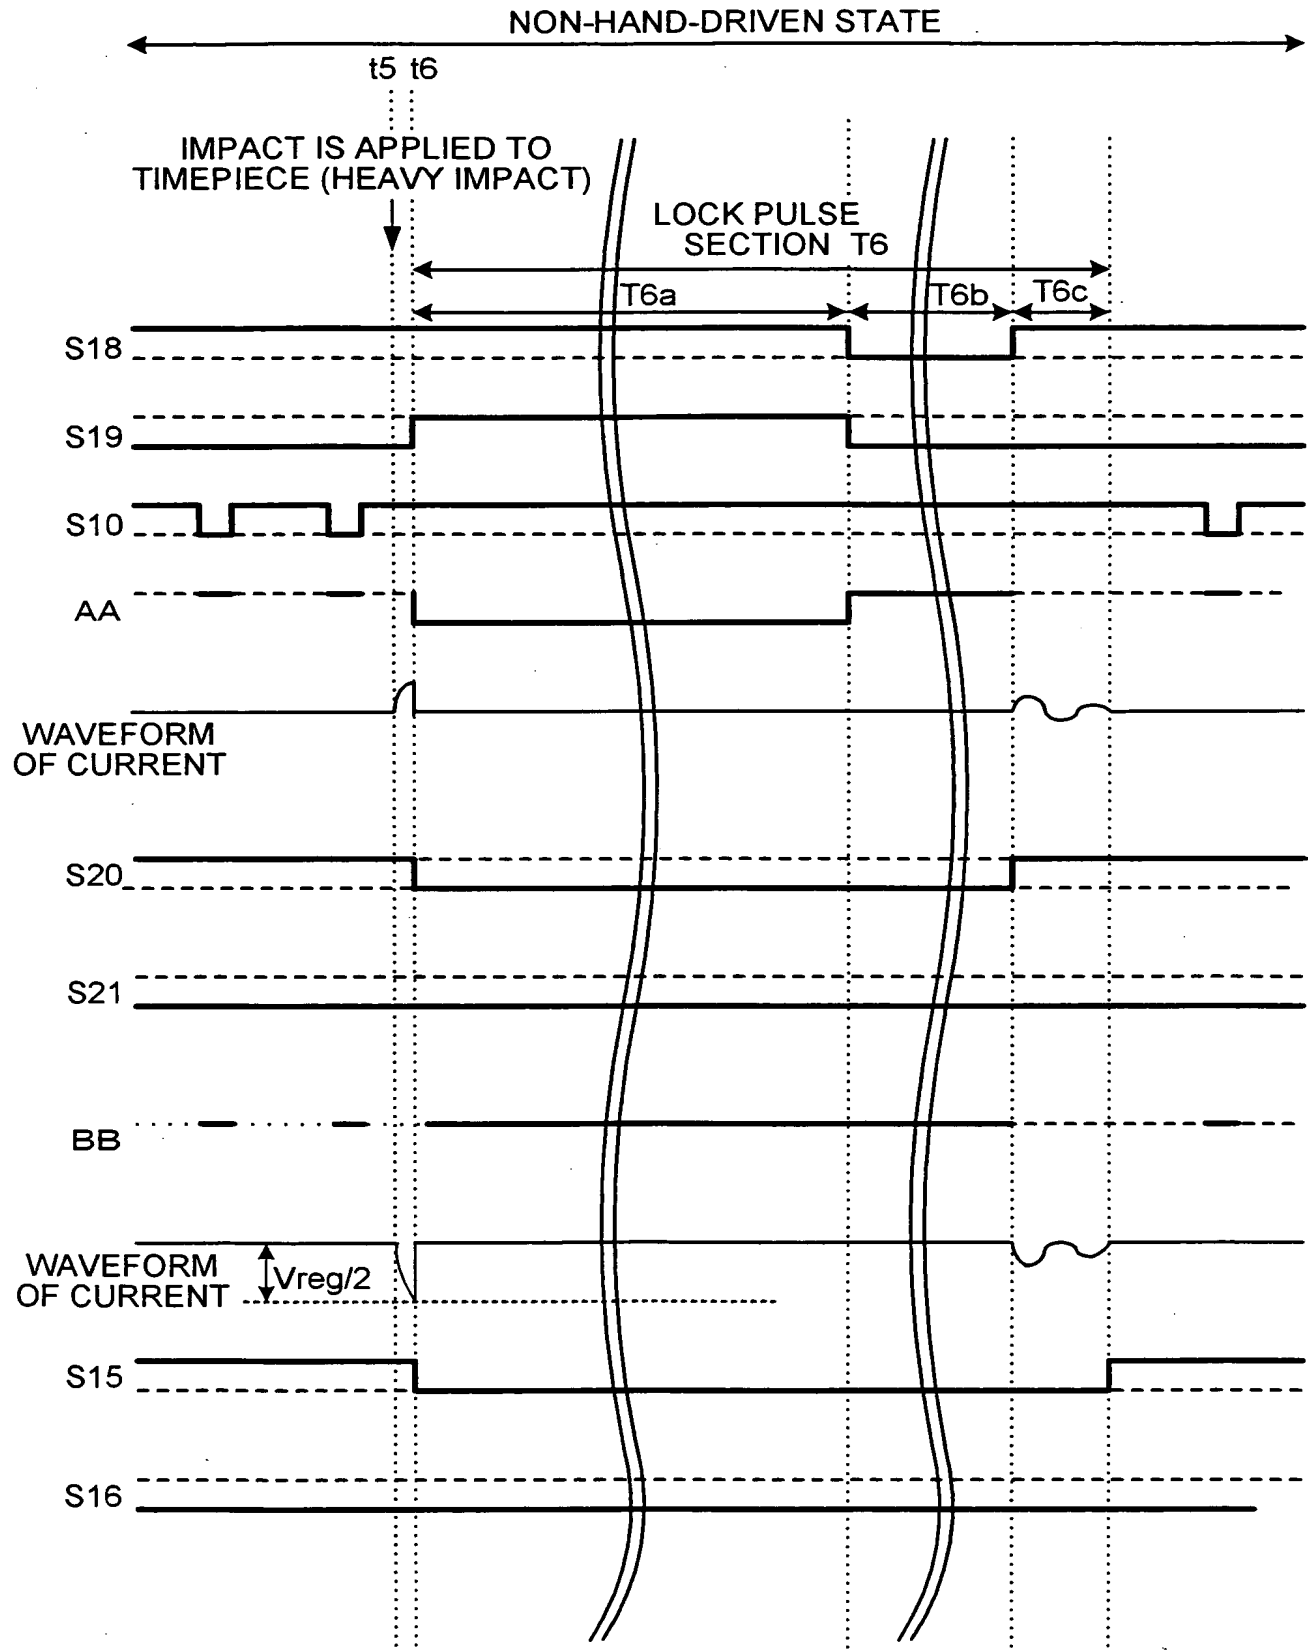 NON-HAND-DRIVEN STATE
t5 t6
IMPACT IS APPLIED TO
TIMEPIECE (HEAVY IMPACT)
LOCK PULSE
SECTION T6
T6a
T6b
T6c
S18
S19
S10
AA
WAVEFORM
OF CURRENT
S20
S21
BB
WAVEFORM
OF CURRENT
Vreg/2
S15
S16